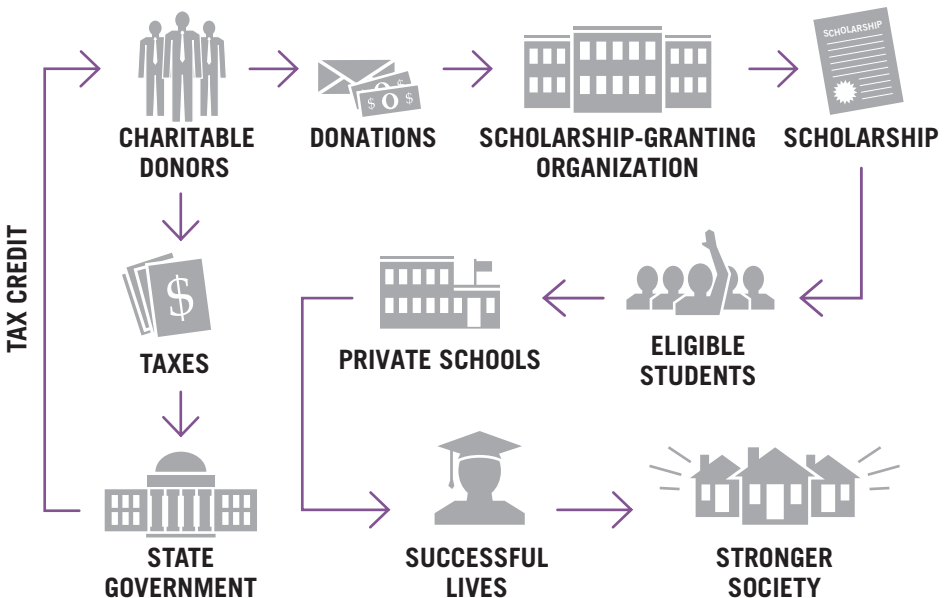 SCHOLARSHIP
CHARITABLE
DONORS
DONATIONS
SCHOLARSHIP-GRANTING
ORGANIZATION
SCHOLARSHIP
$ O $
$ O $
TAX CREDIT
$
TAXES
PRIVATE SCHOOLS
ELIGIBLE
STUDENTS
STATE
GOVERNMENT
SUCCESSFUL
LIVES
STRONGER
SOCIETY